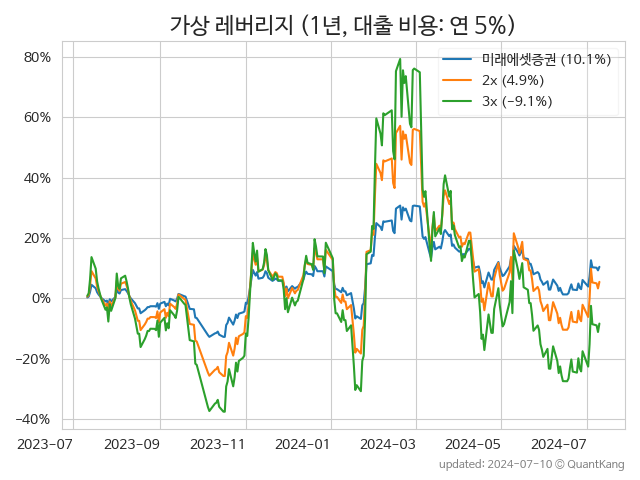 가상 레버리지 (1년, 대출 비용: 연 5%)
미래에셋증권 (10.1%)
2x (4.9%)
3x (−9.1%)
80%
60%
40%
20%
0%
−20%
−40%
2023-07 2023-09 2023-11 2024-01 2024-03 2024-05 2024-07
updated: 2024-07-10 © QuantKang